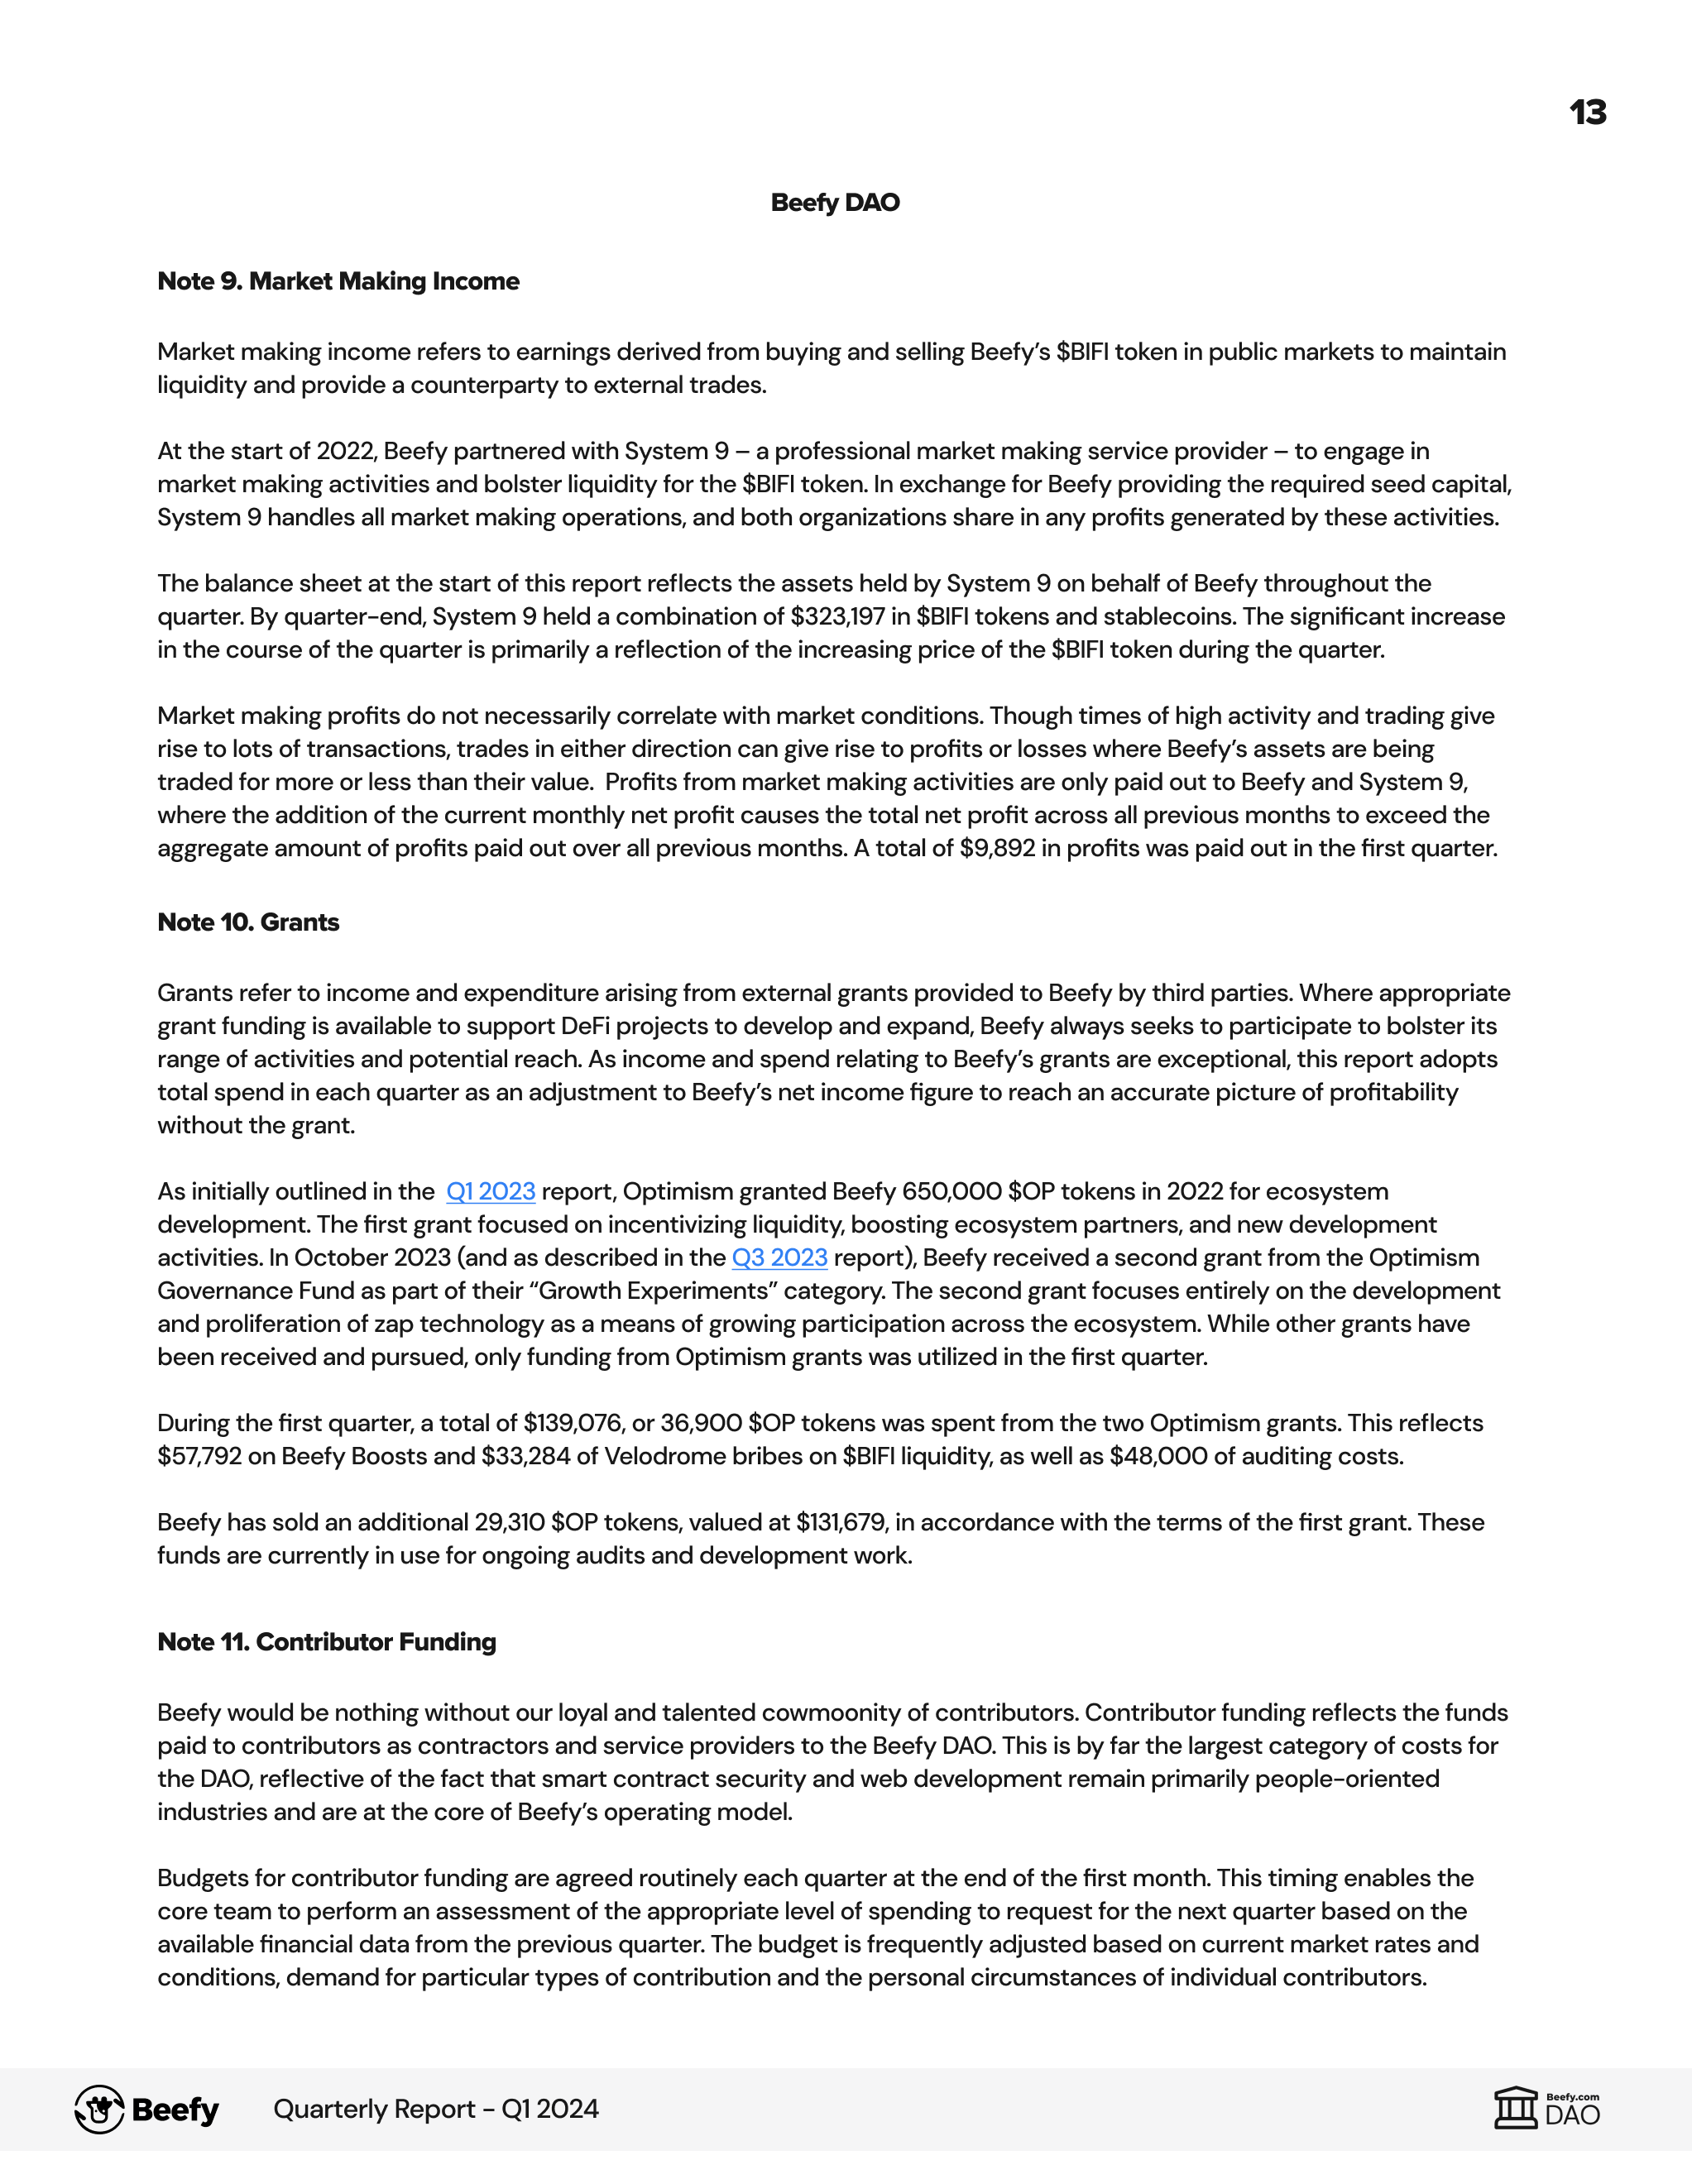 13
Beefy DAO
Note 9. Market Making Income
Market making income refers to earnings derived from buying and selling Beefy’s $BIFI token in public markets to maintain
liquidity and provide a counterparty to external trades.
At the start of 2022, Beefy partnered with System 9 – a professional market making service provider – to engage in
market making activities and bolster liquidity for the $BIFI token. In exchange for Beefy providing the required seed capital,
System 9 handles all market making operations, and both organizations share in any profits generated by these activities.
The balance sheet at the start of this report reflects the assets held by System 9 on behalf of Beefy throughout the
quarter. By quarter-end, System 9 held a combination of $323,197 in $BIFI tokens and stablecoins. The significant increase
in the course of the quarter is primarily a reflection of the increasing price of the $BIFI token during the quarter.
Market making profits do not necessarily correlate with market conditions. Though times of high activity and trading give
rise to lots of transactions, trades in either direction can give rise to profits or losses where Beefy’s assets are being
traded for more or less than their value.  Profits from market making activities are only paid out to Beefy and System 9,
where the addition of the current monthly net profit causes the total net profit across all previous months to exceed the
aggregate amount of profits paid out over all previous months. A total of $9,892 in profits was paid out in the first quarter.
Note 10. Grants
Grants refer to income and expenditure arising from external grants provided to Beefy by third parties. Where appropriate
grant funding is available to support DeFi projects to develop and expand, Beefy always seeks to participate to bolster its
range of activities and potential reach. As income and spend relating to Beefy’s grants are exceptional, this report adopts
total spend in each quarter as an adjustment to Beefy’s net income figure to reach an accurate picture of profitability
without the grant.
As initially outlined in the  Q1 2023 report, Optimism granted Beefy 650,000 $OP tokens in 2022 for ecosystem
development. The first grant focused on incentivizing liquidity, boosting ecosystem partners, and new development
activities. In October 2023 (and as described in the Q3 2023 report), Beefy received a second grant from the Optimism
Governance Fund as part of their “Growth Experiments” category. The second grant focuses entirely on the development
and proliferation of zap technology as a means of growing participation across the ecosystem. While other grants have
been received and pursued, only funding from Optimism grants was utilized in the first quarter.
During the first quarter, a total of $139,076, or 36,900 $OP tokens was spent from the two Optimism grants. This reflects
$57,792 on Beefy Boosts and $33,284 of Velodrome bribes on $BIFI liquidity, as well as $48,000 of auditing costs.
Beefy has sold an additional 29,310 $OP tokens, valued at $131,679, in accordance with the terms of the first grant. These
funds are currently in use for ongoing audits and development work.
Note 11. Contributor Funding
Beefy would be nothing without our loyal and talented cowmoonity of contributors. Contributor funding reflects the funds
paid to contributors as contractors and service providers to the Beefy DAO. This is by far the largest category of costs for
the DAO, reflective of the fact that smart contract security and web development remain primarily people-oriented
industries and are at the core of Beefy’s operating model.
Budgets for contributor funding are agreed routinely each quarter at the end of the first month. This timing enables the
core team to perform an assessment of the appropriate level of spending to request for the next quarter based on the
available financial data from the previous quarter. The budget is frequently adjusted based on current market rates and
conditions, demand for particular types of contribution and the personal circumstances of individual contributors.
Beefy
Quarterly Report - Q1 2024
Beefy.com
DAO